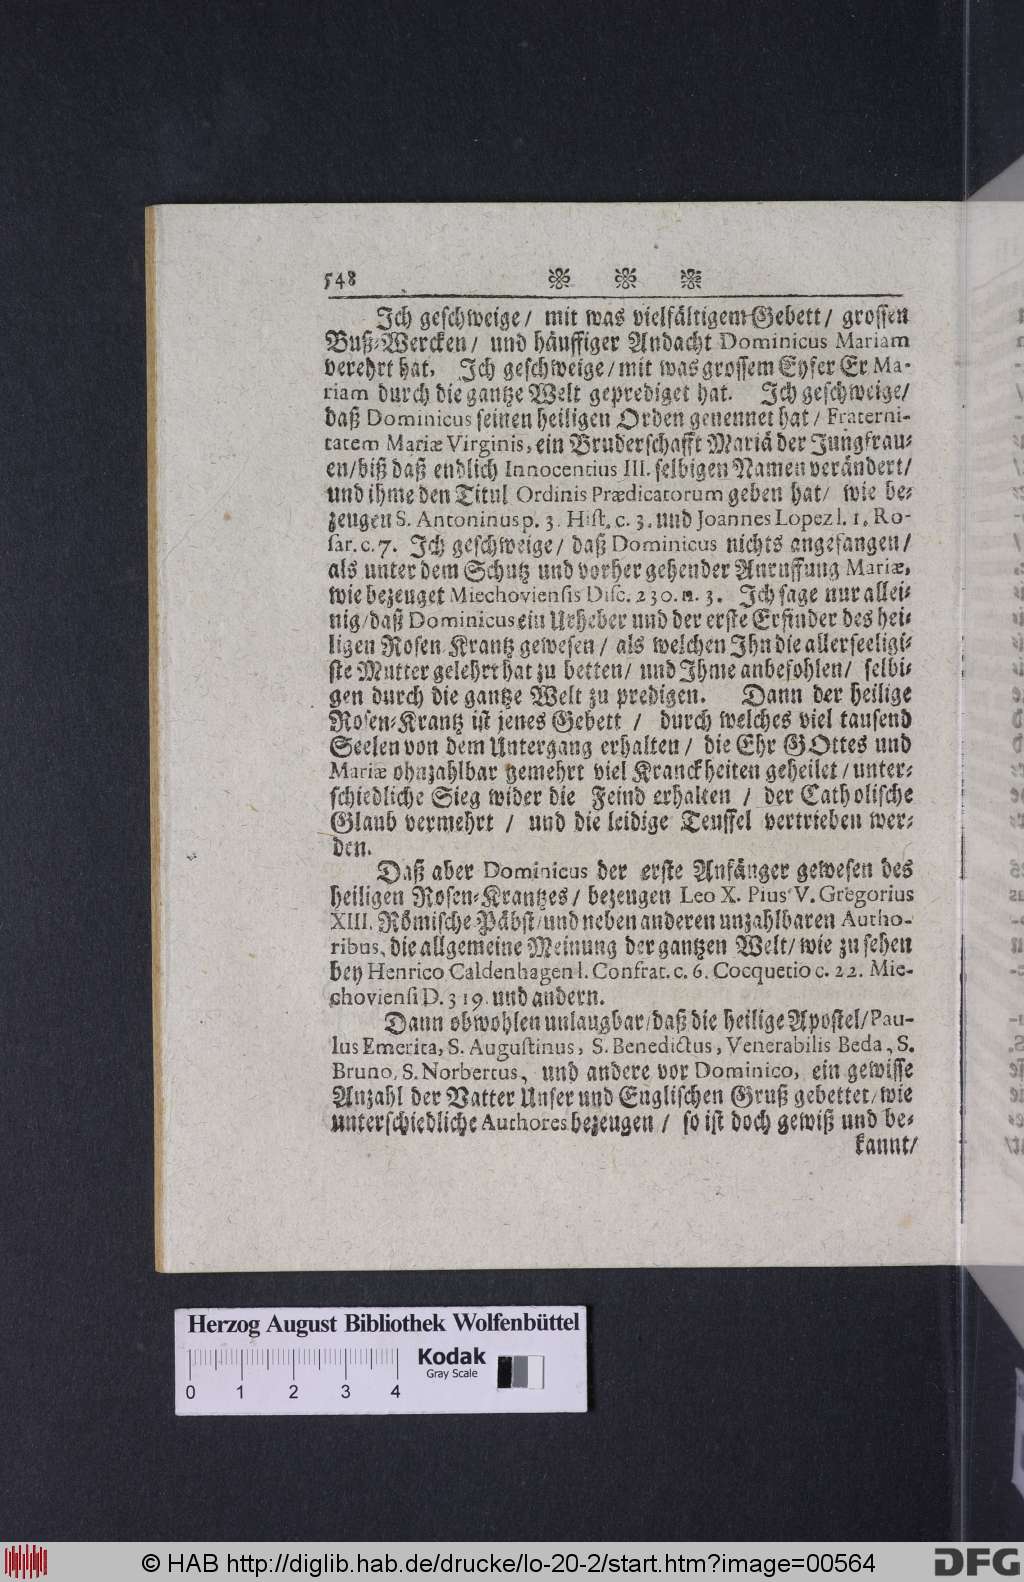 548
Ich geschweige/ mit was vielfältigem Gebett/ grossen
Buß-Wercken/ und häuffiger Andacht Dominicus Mariam
verehrt hat, Ich geschweige/ mit was grossem Eyfer Er Ma-
riam durch die gantze Welt geprediget hat. Ich geschweige/
daß Dominicus seinen heiligen Orden genennet hat/ Fraterni-
tatem Mariæ Virginis, ein Bruderschafft Mariä der Jungfrau-
en/ biß daß endlich Innocentius III. selbigen Namen verändert/
und ihme den Titul Ordinis Prædicatorum geben hat/ wie be-
zeugen S. Antoninus p. 3. Hist. c. 3. und Joannes Lopez l. 1. Ro-
sar. c. 7. Ich geschweige/ daß Dominicus nichts angefangen/
als unter dem Schutz und vorher gehender Anruffung Mariæ,
wie bezeuget Miechoviensis Disc. 230. n. 3. Ich sage nur allei-
nig/ daß Dominicus ein Urheber und der erste Erfinder des hei-
ligen Rosen-Krantz gewesen/ als welchen Ihn die allerseeligi-
ste Mutter gelehrt hat zu betten/ und Ihme anbefohlen/ selbi-
gen durch die gantze Welt zu predigen. Dann der heilige
Rosen-Krantz ist jenes Gebett / durch welches viel tausend
Seelen von dem Untergang erhalten/ die Ehr GOttes und
Mariæ ohnzahlbar gemehrt viel Kranckheiten geheilet/ unter-
schiedliche Sieg wider die Feind erhalten / der Catholische
Glaub vermehrt / und die leidige Teuffel vertrieben wer-
den.
Daß aber Dominicus der erste Anfänger gewesen des
heiligen Rosen-Krantzes/ bezeugen Leo X. Pius V. Gregorius
XIII. Römische Päbst/ und neben anderen unzahlbaren Autho-
ribus, die allgemeine Meinung der gantzen Welt/ wie zu sehen
bey Henrico Caldenhagen l. Confrat. c. 6. Cocquetio c. 22. Mie-
choviensi D. 319. und andern.
Dann obwohlen unlaugbar/ daß die heilige Apostel/ Pau-
lus Emerita, S. Augustinus, S. Benedictus, Venerabilis Beda, S.
Bruno, S. Norbertus, und andere vor Dominico, ein gewisse
Anzahl der Vatter Unser und Englischen Gruß gebettet/ wie
unterschiedliche Authores bezeugen / so ist doch gewiß und be-
kannt/
Herzog August Bibliothek Wolfenbüttel
Kodak
Gray Scale
0 1 2 3 4
© HAB http://diglib.hab.de/drucke/lo-20-2/start.htm?image=00564
DFG